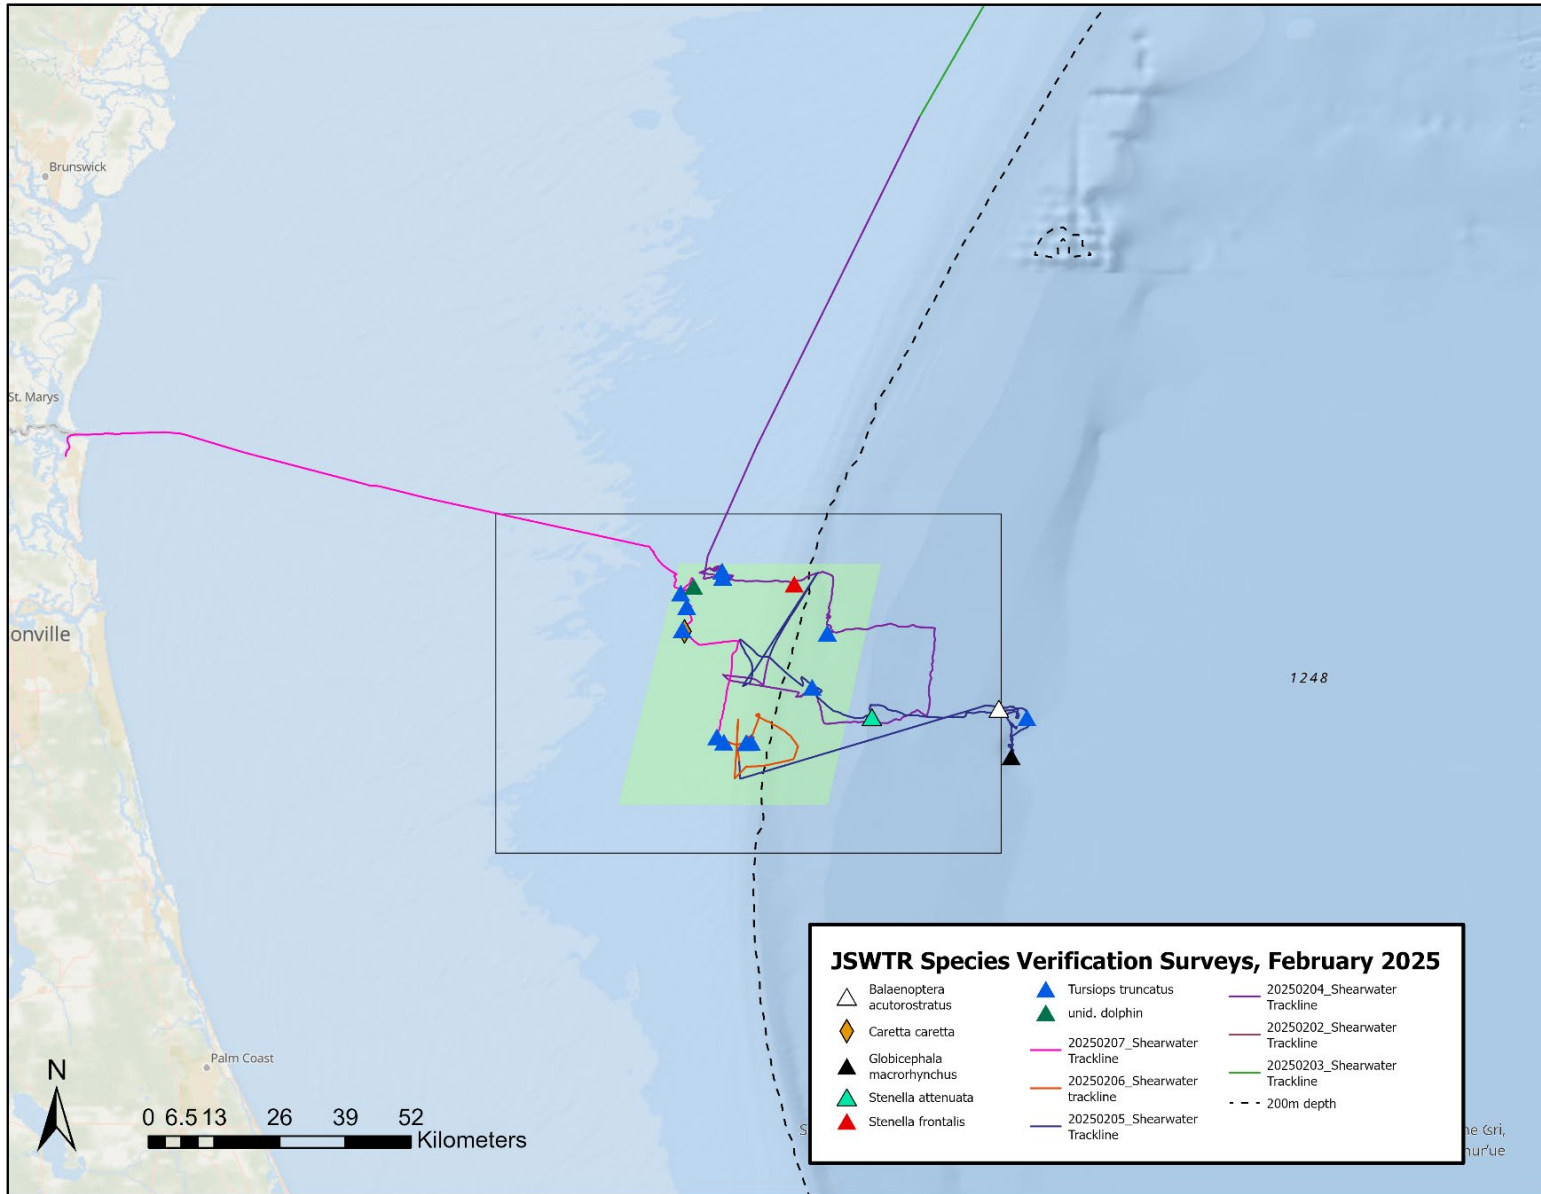 Brunswick
St. Marys
onville
1248
Palm Coast
N
0 6.5 13 26 39 52
Kilometers
JSWTR Species Verification Surveys, February 2025
Balaenoptera
acutorostratus
Caretta caretta
Globicephala
macrorhynchus
Stenella attenuata
Stenella frontalis
Tursiops truncatus
unid. dolphin
20250207_Shearwater
Trackline
20250206_Shearwater
trackline
20250205_Shearwater
Trackline
20250204_Shearwater
Trackline
20250202_Shearwater
Trackline
20250203_Shearwater
Trackline
200m depth